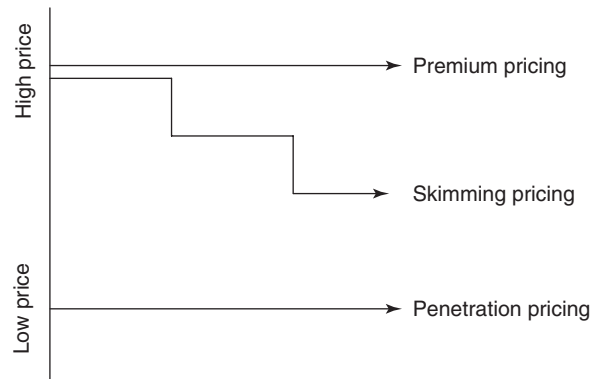 High price
Premium pricing
Skimming pricing
Low price
Penetration pricing